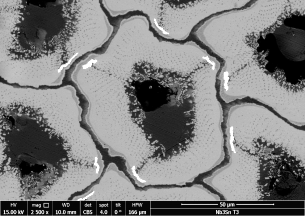 HV mag WD det spot tilt HFW
15.00 kV 2 500 x 10.0 mm CBS 4.0 0 ° 166 µm
50 µm
Nb3Sn T3